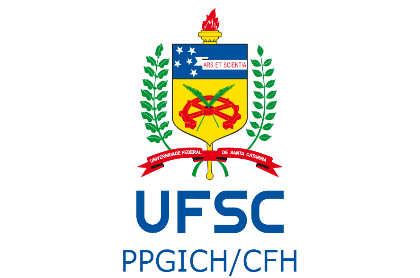 ARS ET SCIENTIA
UNIVERSIDADE FEDERAL DE SANTA CATARINA
UFSC
PPGICH/CFH